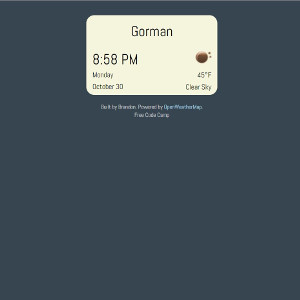 Gorman
8:58 PM
Monday 45°F
October 30 Clear Sky
Built by Brandon. Powered by OpenWeatherMap.
Free Code Camp